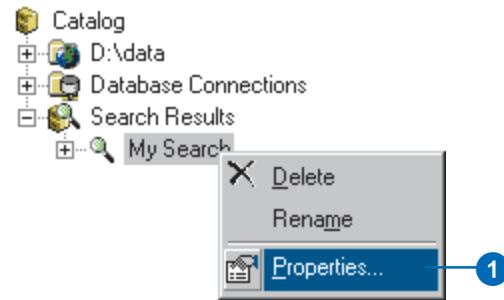 Catalog
D:\data
Database Connections
Search Results
My Search
Delete
Rename
Properties...
1